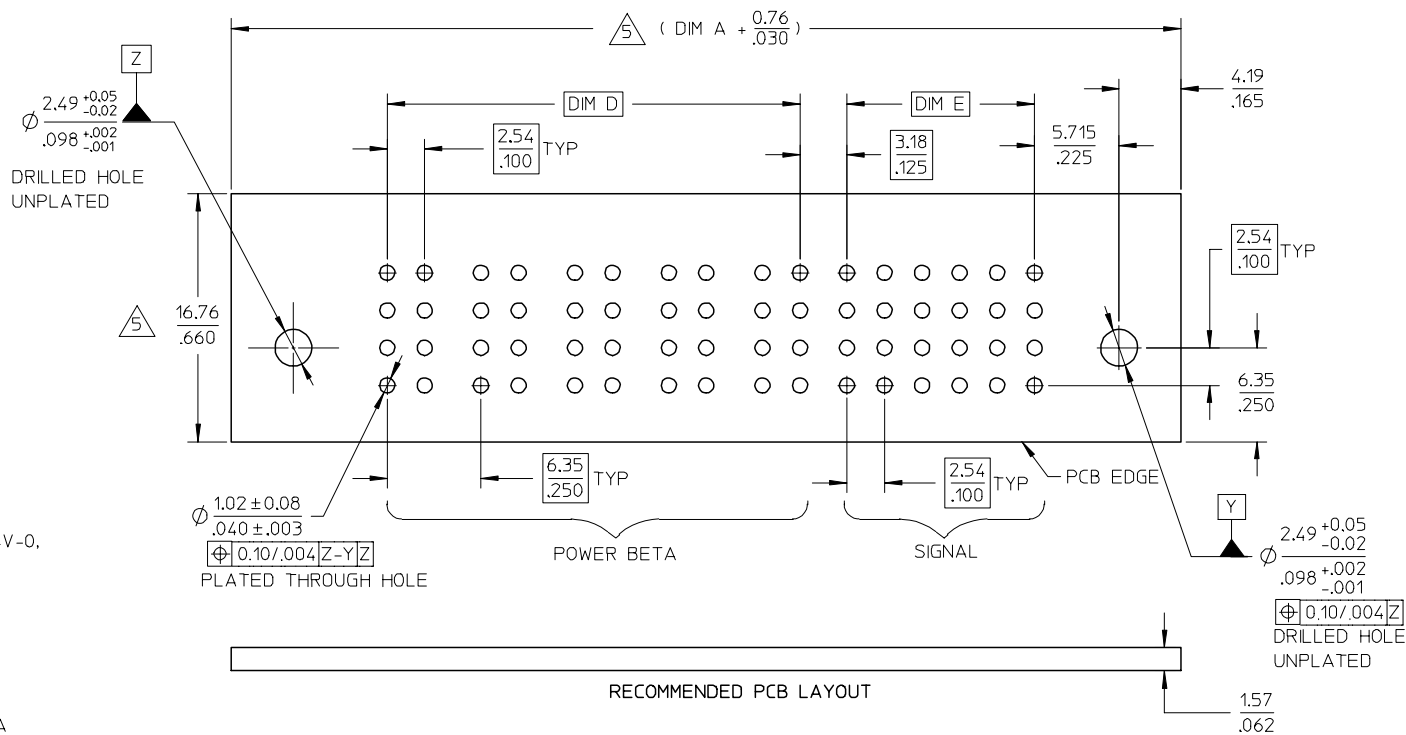 5 ( DIM A + 0.76 )
.030
Z
2.49 +0.05
-0.02
Ø
.098 +.002
-.001
DRILLED HOLE
UNPLATED
DIM D
DIM E
4.19
.165
2.54 TYP
.100
3.18
.125
5.715
.225
2.54 TYP
.100
5
16.76
.660
6.35
.250
6.35 TYP
.250
2.54 TYP
.100
PCB EDGE
Ø 1.02 ±0.08
.040 ±.003
⌖ 0.10/.004 Z-Y Z
PLATED THROUGH HOLE
POWER BETA
SIGNAL
Y
Ø 2.49 +0.05
-0.02
.098 +.002
-.001
⌖ 0.10/.004 Z
DRILLED HOLE
UNPLATED
V-0,
RECOMMENDED PCB LAYOUT
1.57
.062
A